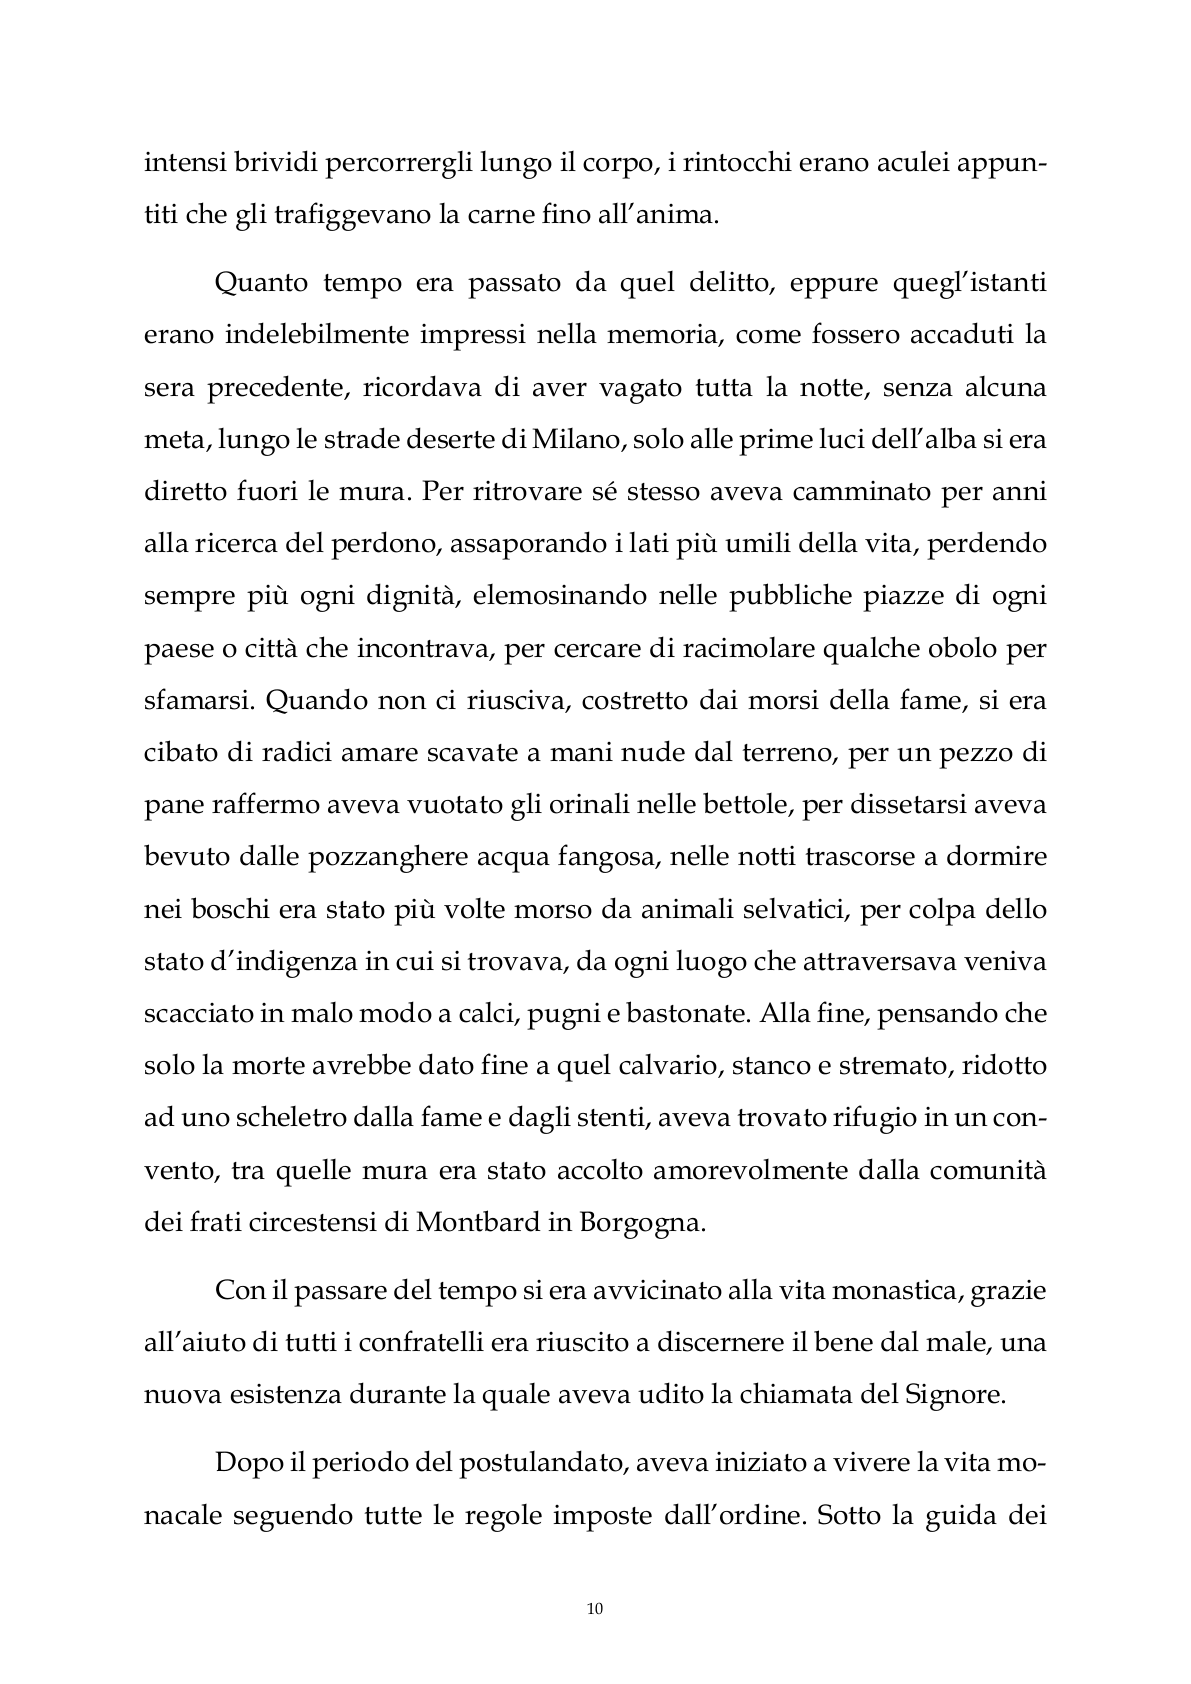 intensi brividi percorrergli lungo il corpo, i rintocchi erano aculei appun-
titi che gli trafiggevano la carne fino all’anima.
Quanto tempo era passato da quel delitto, eppure quegl’istanti
erano indelebilmente impressi nella memoria, come fossero accaduti la
sera precedente, ricordava di aver vagato tutta la notte, senza alcuna
meta, lungo le strade deserte di Milano, solo alle prime luci dell’alba si era
diretto fuori le mura. Per ritrovare sé stesso aveva camminato per anni
alla ricerca del perdono, assaporando i lati più umili della vita, perdendo
sempre più ogni dignità, elemosinando nelle pubbliche piazze di ogni
paese o città che incontrava, per cercare di racimolare qualche obolo per
sfamarsi. Quando non ci riusciva, costretto dai morsi della fame, si era
cibato di radici amare scavate a mani nude dal terreno, per un pezzo di
pane raffermo aveva vuotato gli orinali nelle bettole, per dissetarsi aveva
bevuto dalle pozzanghere acqua fangosa, nelle notti trascorse a dormire
nei boschi era stato più volte morso da animali selvatici, per colpa dello
stato d’indigenza in cui si trovava, da ogni luogo che attraversava veniva
scacciato in malo modo a calci, pugni e bastonate. Alla fine, pensando che
solo la morte avrebbe dato fine a quel calvario, stanco e stremato, ridotto
ad uno scheletro dalla fame e dagli stenti, aveva trovato rifugio in un con-
vento, tra quelle mura era stato accolto amorevolmente dalla comunità
dei frati circestensi di Montbard in Borgogna.
Con il passare del tempo si era avvicinato alla vita monastica, grazie
all’aiuto di tutti i confratelli era riuscito a discernere il bene dal male, una
nuova esistenza durante la quale aveva udito la chiamata del Signore.
Dopo il periodo del postulandato, aveva iniziato a vivere la vita mo-
nacale seguendo tutte le regole imposte dall’ordine. Sotto la guida dei
10